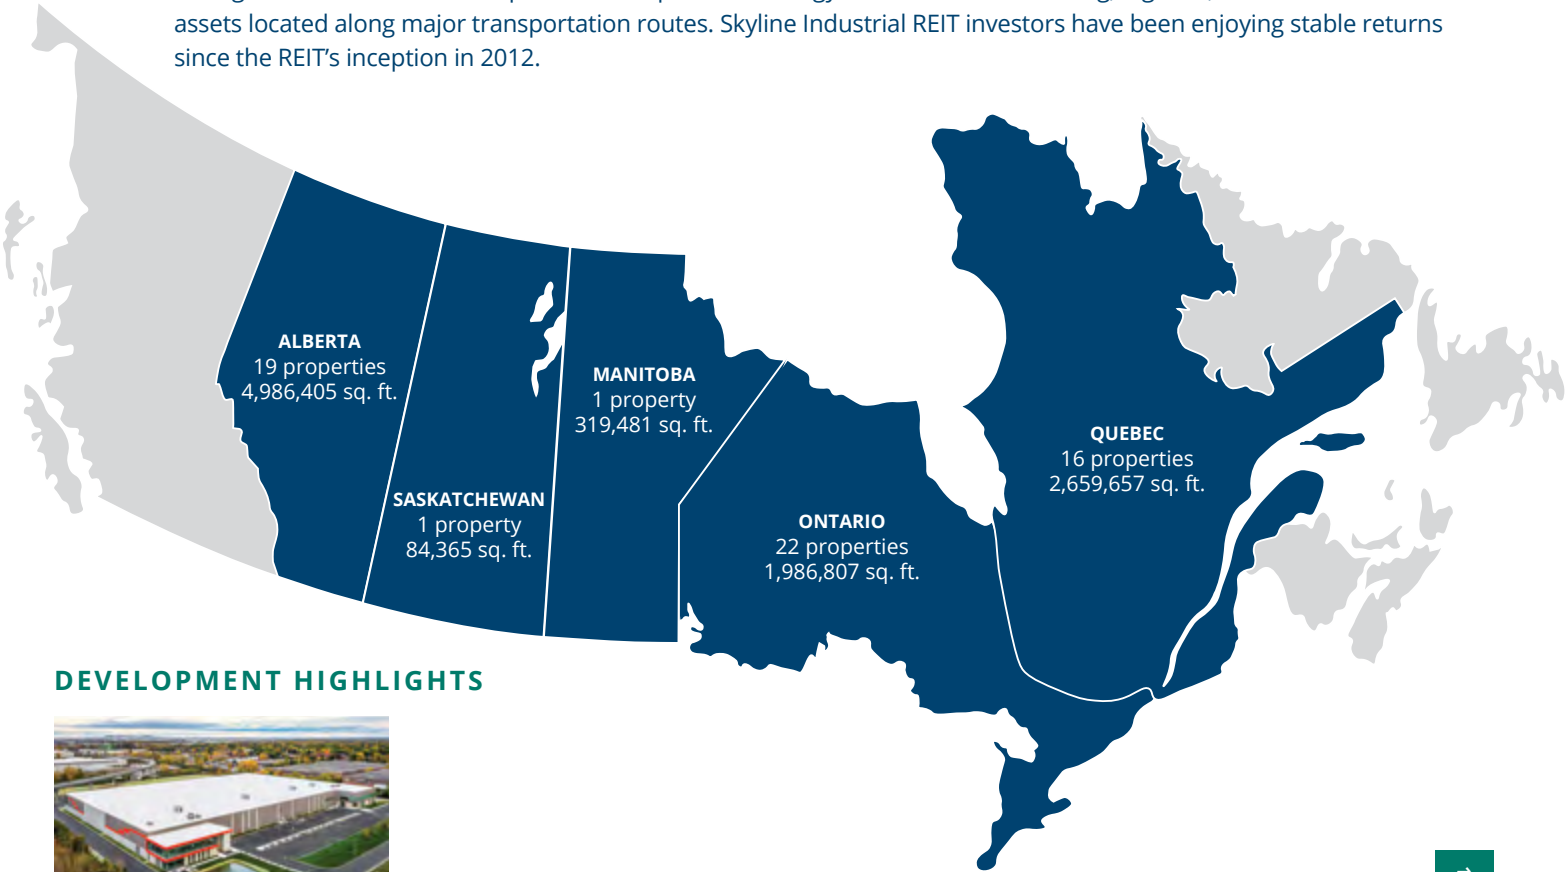 assets located along major transportation routes. Skyline Industrial REIT investors have been enjoying stable returns
since the REIT’s inception in 2012.
ALBERTA
19 properties
4,986,405 sq. ft.
SASKATCHEWAN
1 property
84,365 sq. ft.
MANITOBA
1 property
319,481 sq. ft.
ONTARIO
22 properties
1,986,807 sq. ft.
QUEBEC
16 properties
2,659,657 sq. ft.
DEVELOPMENT HIGHLIGHTS